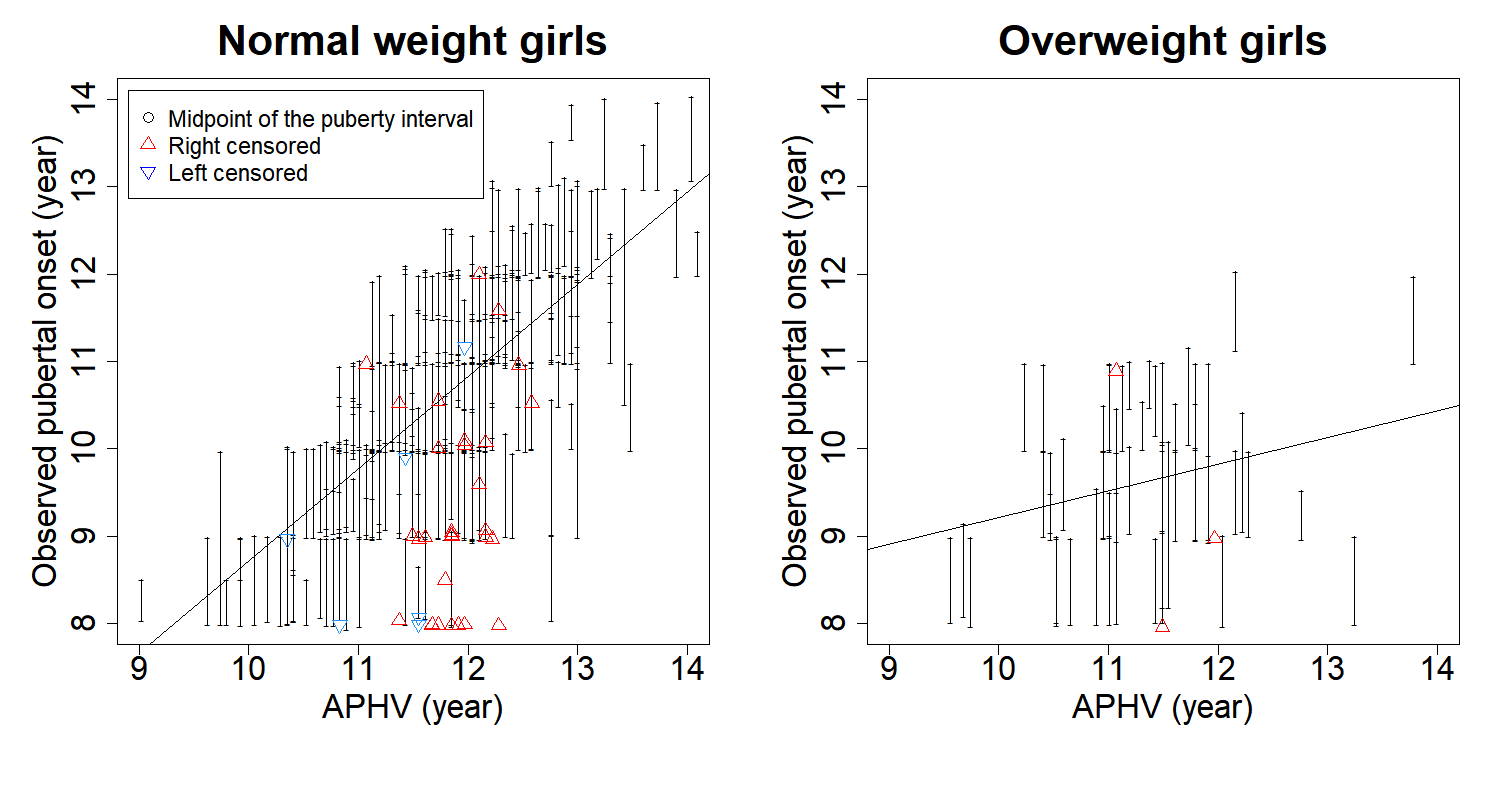 Normal weight girls
Observed pubertal onset (year)
14
13
12
11
10
9
8
Midpoint of the puberty interval
Right censored
Left censored
9 10 11 12 13 14
APHV (year)
Overweight girls
Observed pubertal onset (year)
14
13
12
11
10
9
8
9 10 11 12 13 14
APHV (year)